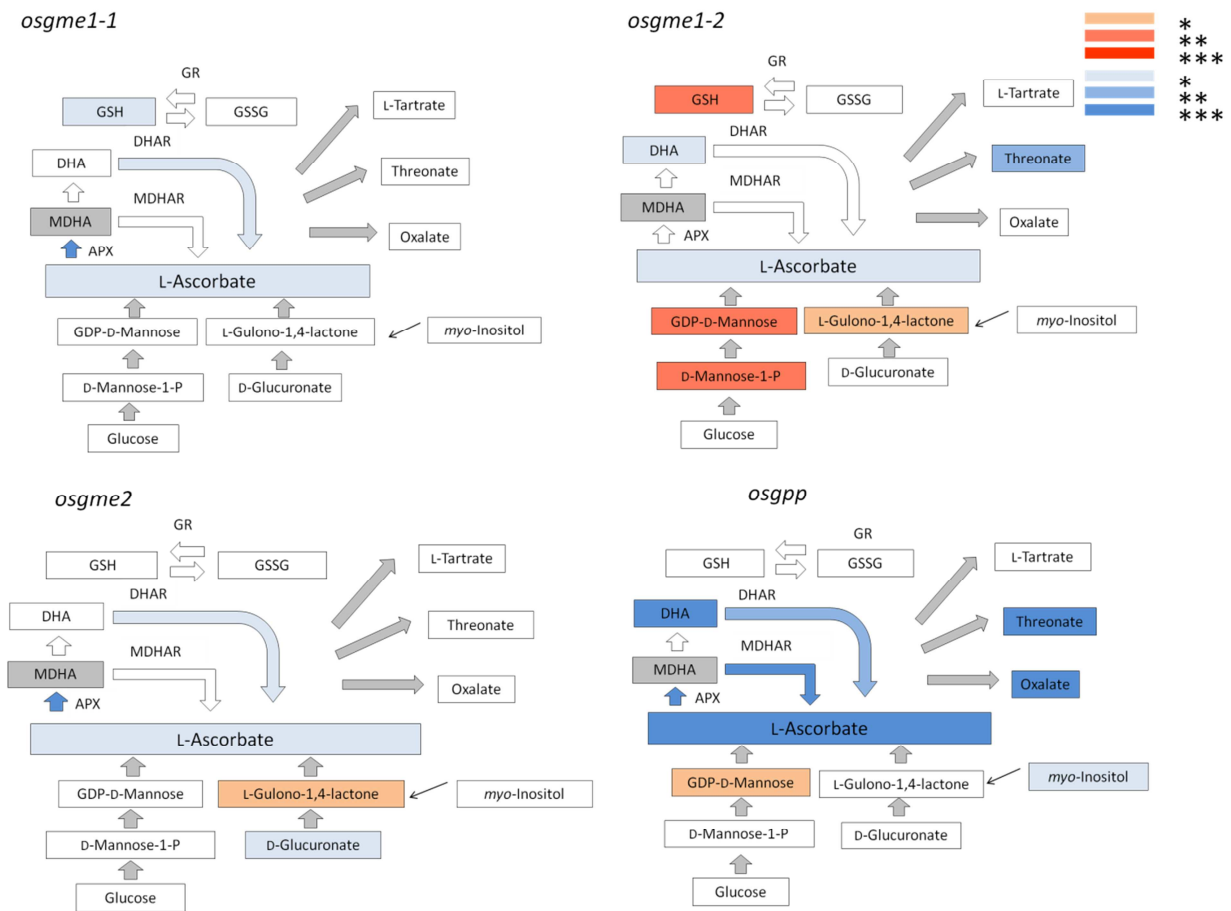 osgme1-1
GR
GSH
GSSG
L-Tartrate
DHAR
DHA
Threonate
MDHAR
MDHA
Oxalate
APX
L-Ascorbate
GDP-D-Mannose
L-Gulono-1,4-lactone
myo-Inositol
D-Mannose-1-P
D-Glucuronate
Glucose
osgme1-2
*
**
***
*
**
***
GR
GSH
GSSG
L-Tartrate
DHAR
DHA
Threonate
MDHAR
MDHA
Oxalate
APX
L-Ascorbate
GDP-D-Mannose
L-Gulono-1,4-lactone
myo-Inositol
D-Mannose-1-P
D-Glucuronate
Glucose
osgme2
GR
GSH
GSSG
L-Tartrate
DHAR
DHA
Threonate
MDHAR
MDHA
Oxalate
APX
L-Ascorbate
GDP-D-Mannose
L-Gulono-1,4-lactone
myo-Inositol
D-Mannose-1-P
D-Glucuronate
Glucose
osgpp
GR
GSH
GSSG
L-Tartrate
DHAR
DHA
Threonate
MDHAR
MDHA
Oxalate
APX
L-Ascorbate
GDP-D-Mannose
L-Gulono-1,4-lactone
myo-Inositol
D-Mannose-1-P
D-Glucuronate
Glucose